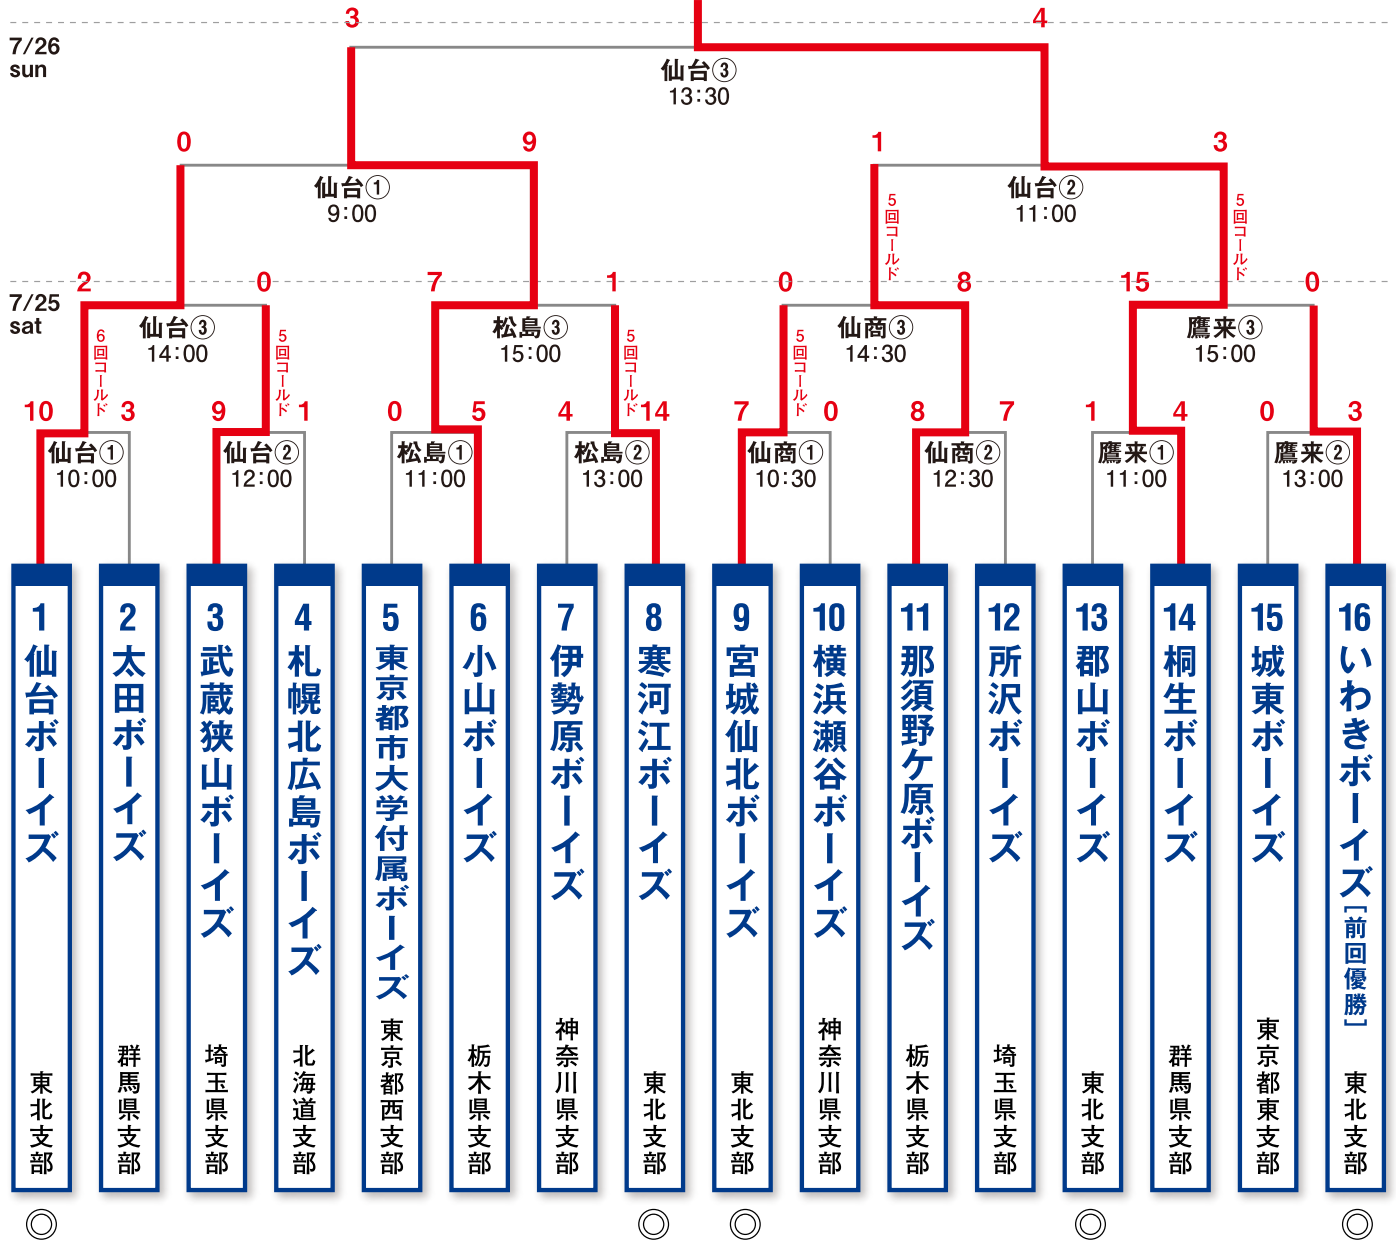 3 4
7/26
sun
仙台③
13:30
0 9 1 3
仙台①
9:00
仙台②
11:00
5回コールド
5回コールド
2 0 7 1 0 8 15 0
7/25
sat
仙台③
14:00
松島③
15:00
仙商③
14:30
鷹来③
15:00
6回コールド
5回コールド
5回コールド
5回コールド
10 3 9 1 0 5 4 14 7 0 8 7 1 4 0 3
仙台①
10:00
仙台②
12:00
松島①
11:00
松島②
13:00
仙商①
10:30
仙商②
12:30
鷹来①
11:00
鷹来②
13:00
1
仙台ボーイズ
東北支部
2
太田ボーイズ
群馬県支部
3
武蔵狭山ボーイズ
埼玉県支部
4
札幌北広島ボーイズ
北海道支部
5
東京都市大学付属ボーイズ
東京都西支部
6
小山ボーイズ
栃木県支部
7
伊勢原ボーイズ
神奈川県支部
8
寒河江ボーイズ
東北支部
9
宮城仙北ボーイズ
東北支部
10
横浜瀬谷ボーイズ
神奈川県支部
11
那須野ケ原ボーイズ
栃木県支部
12
所沢ボーイズ
埼玉県支部
13
郡山ボーイズ
東北支部
14
桐生ボーイズ
群馬県支部
15
城東ボーイズ
東京都東支部
16
いわきボーイズ[前回優勝]
東北支部
◎ ◎ ◎ ◎ ◎